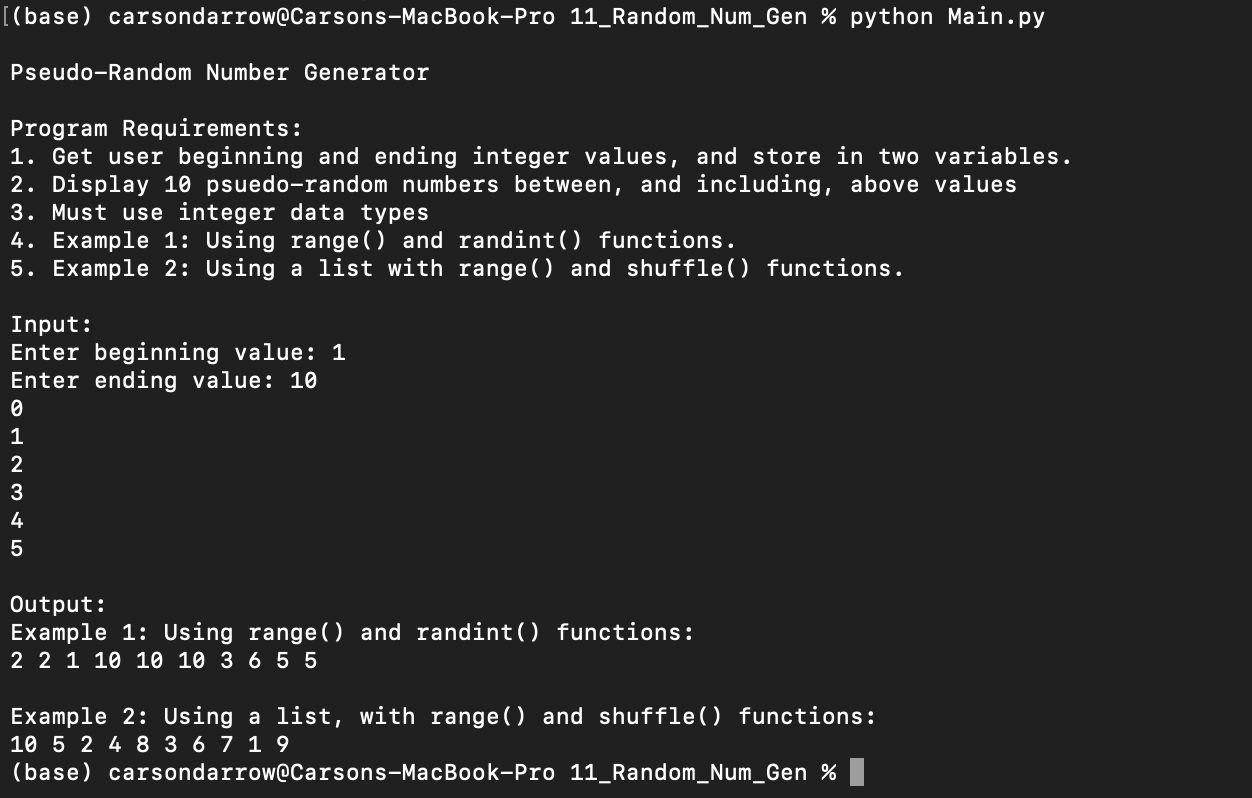 [(base) carsondarrow@Carsons-MacBook-Pro 11_Random_Num_Gen % python Main.py
Pseudo-Random Number Generator
Program Requirements:
1. Get user beginning and ending integer values, and store in two variables.
2. Display 10 psuedo-random numbers between, and including, above values
3. Must use integer data types
4. Example 1: Using range() and randint() functions.
5. Example 2: Using a list with range() and shuffle() functions.
Input:
Enter beginning value: 1
Enter ending value: 10
0
1
2
3
4
5
Output:
Example 1: Using range() and randint() functions:
2 2 1 10 10 10 3 6 5 5
Example 2: Using a list, with range() and shuffle() functions:
10 5 2 4 8 3 6 7 1 9
(base) carsondarrow@Carsons-MacBook-Pro 11_Random_Num_Gen %